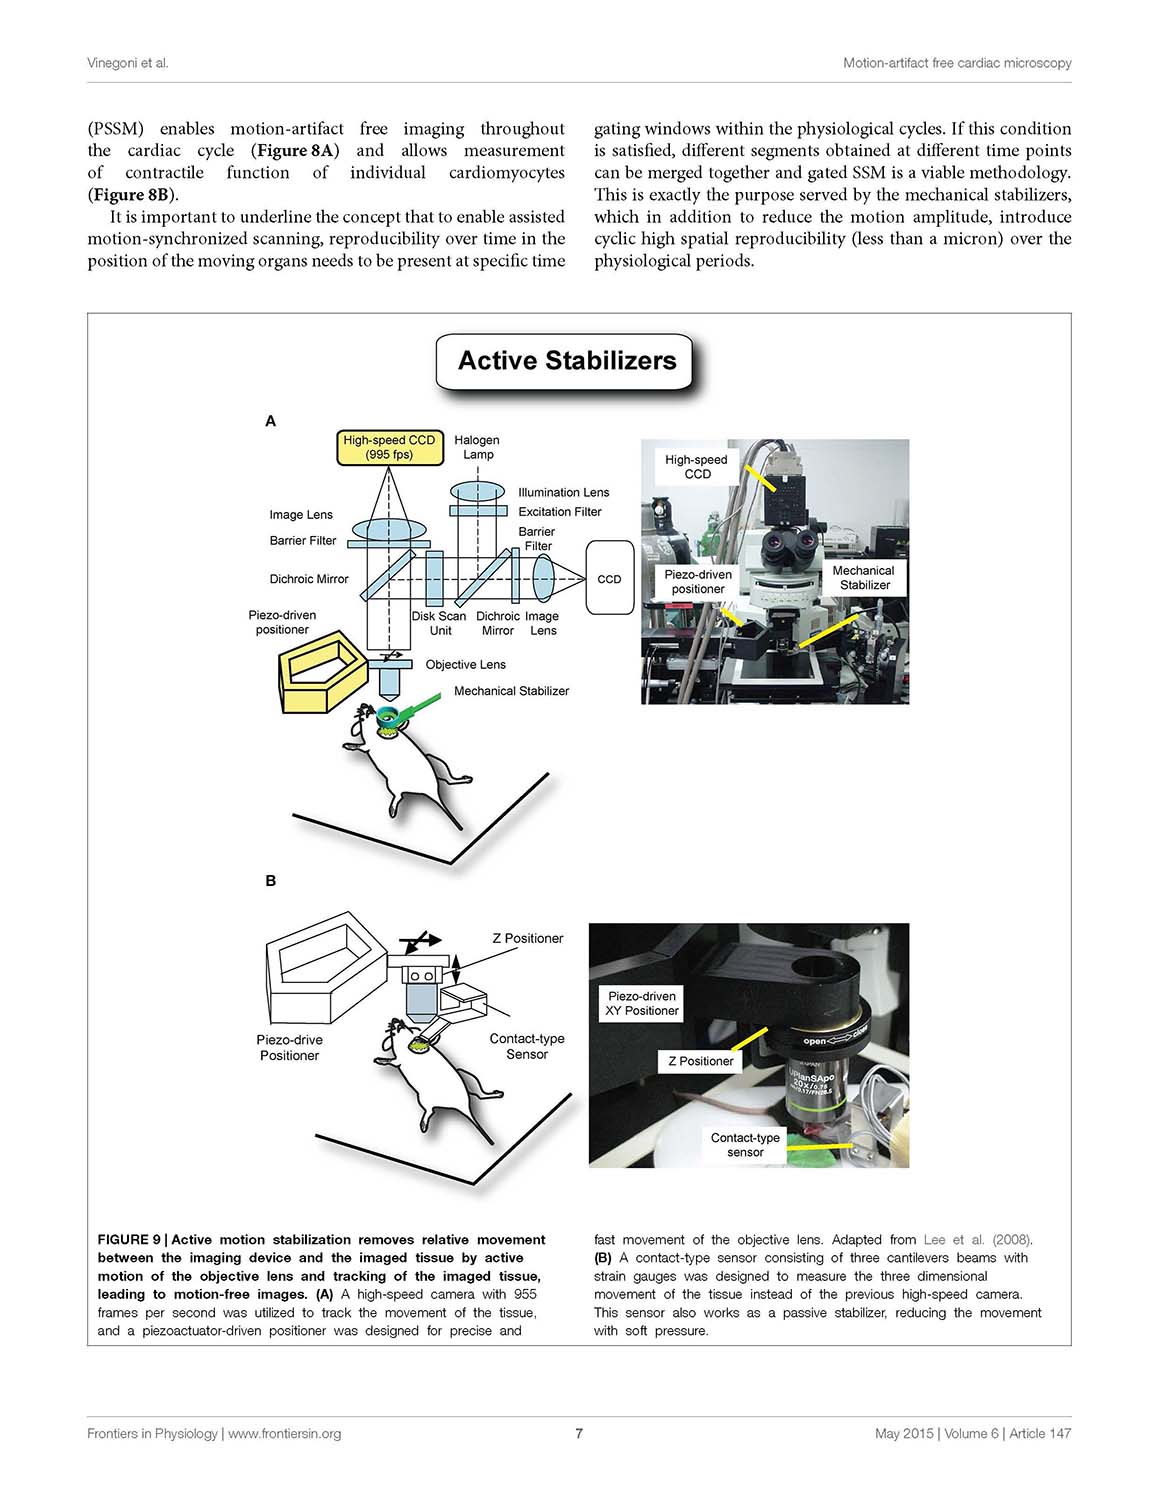 Vinegoni et al.
Motion-artifact free cardiac microscopy
(PSSM) enables motion-artifact free imaging throughout
the cardiac cycle (Figure 8A) and allows measurement
of contractile function of individual cardiomyocytes
(Figure 8B).
It is important to underline the concept that to enable assisted
motion-synchronized scanning, reproducibility over time in the
position of the moving organs needs to be present at specific time
gating windows within the physiological cycles. If this condition
is satisfied, different segments obtained at different time points
can be merged together and gated SSM is a viable methodology.
This is exactly the purpose served by the mechanical stabilizers,
which in addition to reduce the motion amplitude, introduce
cyclic high spatial reproducibility (less than a micron) over the
physiological periods.
Active Stabilizers
A
High-speed CCD
(995 fps)
Halogen
Lamp
Illumination Lens
Excitation Filter
Image Lens
Barrier Filter
Barrier
Filter
Dichroic Mirror
CCD
Piezo-driven
positioner
Disk Scan
Unit
Dichroic
Mirror
Image
Lens
Objective Lens
Mechanical Stabilizer
High-speed
CCD
Piezo-driven
positioner
Mechanical
Stabilizer
B
Z Positioner
Piezo-drive
Positioner
Contact-type
Sensor
Piezo-driven
XY Positioner
open
close
Z Positioner
UPlanSApo
20x/0.75
Contact-type
sensor
FIGURE 9 | Active motion stabilization removes relative movement
between the imaging device and the imaged tissue by active
motion of the objective lens and tracking of the imaged tissue,
leading to motion-free images. (A) A high-speed camera with 955
frames per second was utilized to track the movement of the tissue,
and a piezoactuator-driven positioner was designed for precise and
fast movement of the objective lens. Adapted from Lee et al. (2008).
(B) A contact-type sensor consisting of three cantilevers beams with
strain gauges was designed to measure the three dimensional
movement of the tissue instead of the previous high-speed camera.
This sensor also works as a passive stabilizer, reducing the movement
with soft pressure.
Frontiers in Physiology | www.frontiersin.org
7
May 2015 | Volume 6 | Article 147